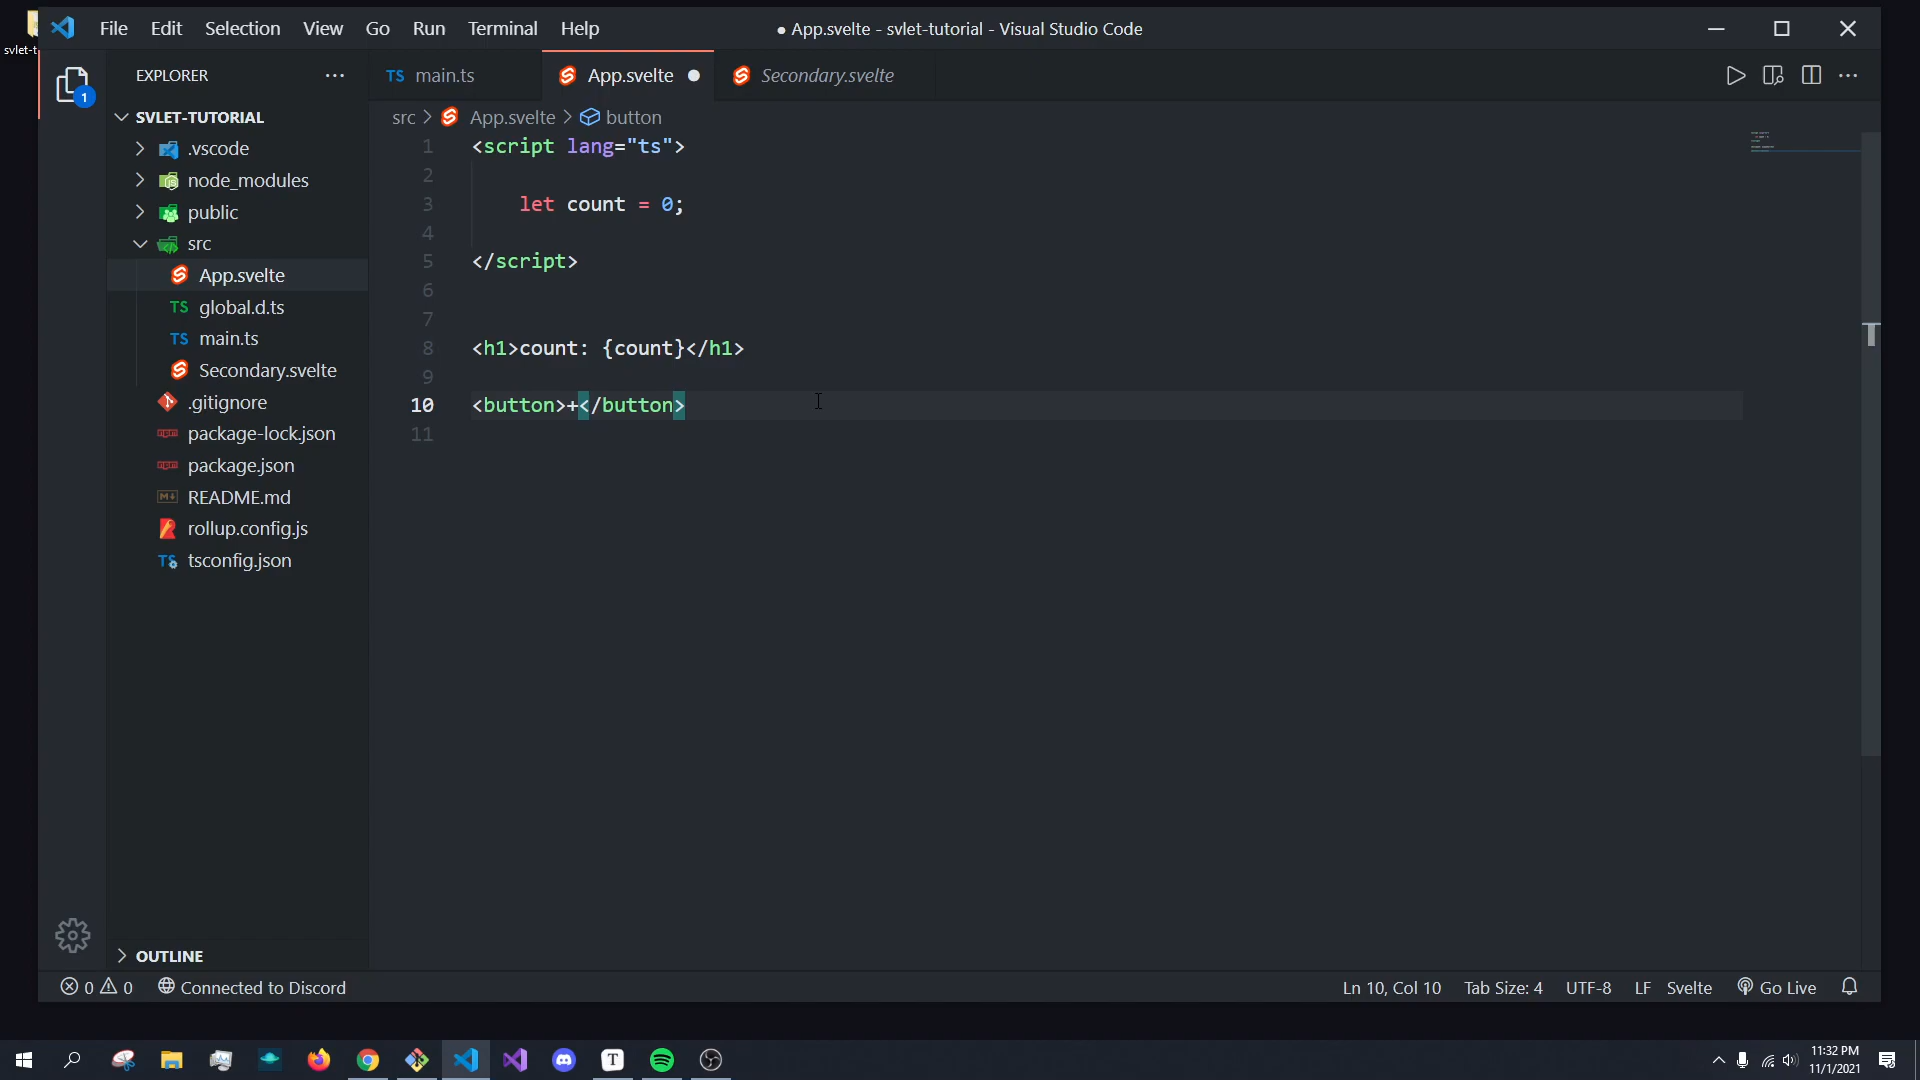 svlet-t
File Edit Selection View Go Run Terminal Help
● App.svelte - svlet-tutorial - Visual Studio Code
EXPLORER ···
TS main.ts
App.svelte ●
Secondary.svelte
1
SVLET-TUTORIAL
src > App.svelte > button
.vscode
node_modules
public
src
App.svelte
TS global.d.ts
TS main.ts
Secondary.svelte
.gitignore
package-lock.json
package.json
README.md
rollup.config.js
TS tsconfig.json
1 <script lang="ts">
2
3 let count = 0;
4
5 </script>
6
7
8 <h1>count: {count}</h1>
9
10 <button>+</button>
11
OUTLINE
0 0 Connected to Discord
Ln 10, Col 10 Tab Size: 4 UTF-8 LF Svelte Go Live
T
11:32 PM
11/1/2021